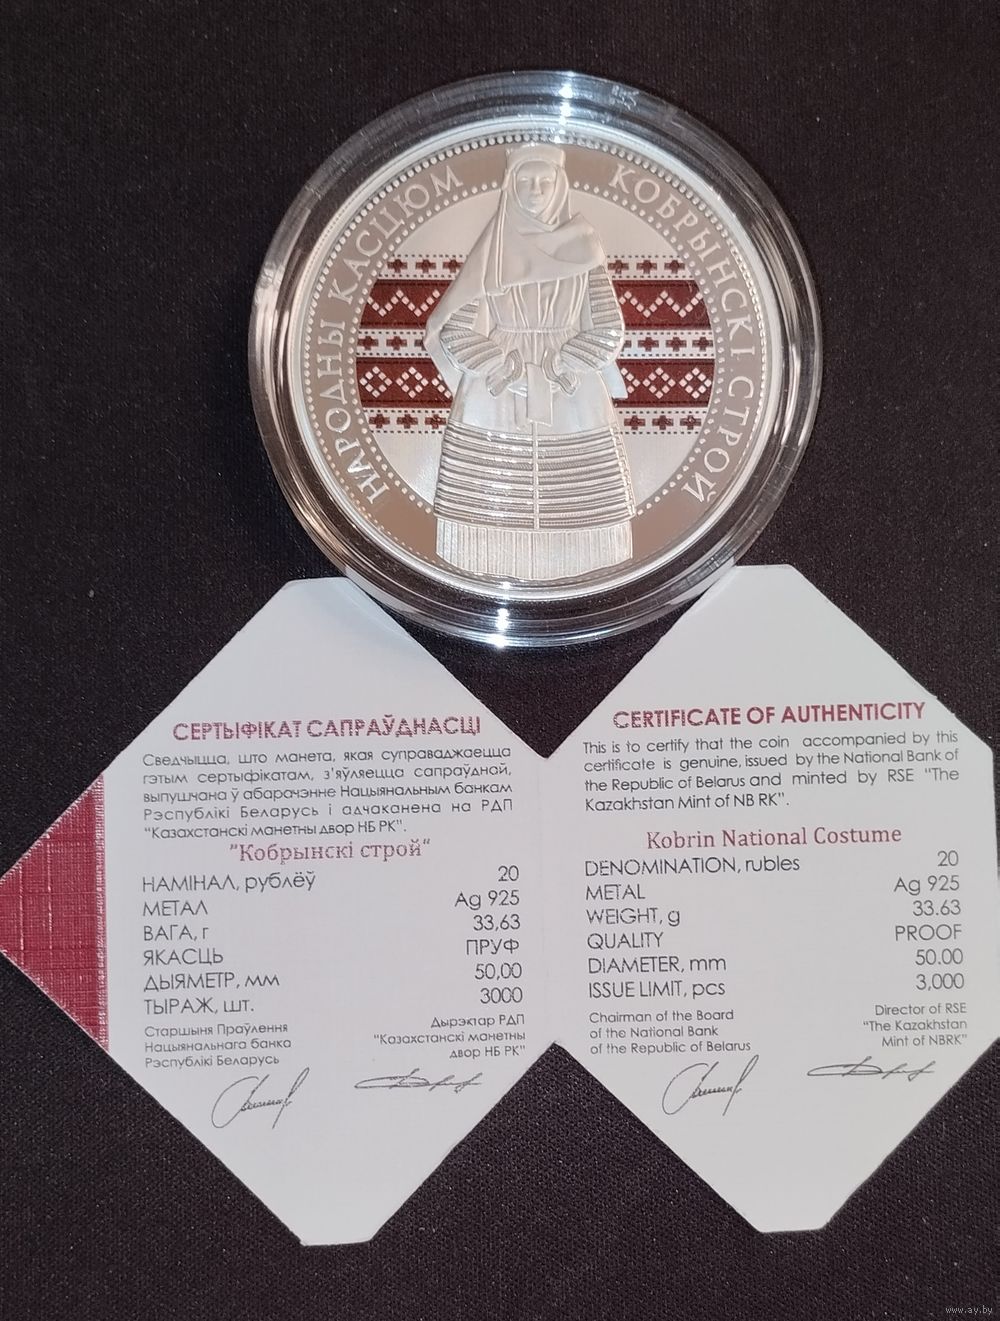 НАРОДНЫ КАСЦЮМ
КОБРЫНСКІ СТРОЙ
СЕРТЫФІКАТ САПРАЎДНАСЦІ
Сведчыцца, што манета, якая суправаджаецца
гэтым сертыфікатам, з'яўляецца сапраўднай,
выпушчана ў абарачэнне Нацыянальным банкам
Рэспублікі Беларусь і адчаканена на РДП
"Казахстанскі манетны двор НБ РК".
"Кобрынскі строй"
НАМІНАЛ, рублёў 20
МЕТАЛ Ag 925
ВАГА, г 33,63
ЯКАСЦЬ ПРУФ
ДЫЯМЕТР, мм 50,00
ТЫРАЖ, шт. 3000
Старшыня Праўлення
Нацыянальнага банка
Рэспублікі Беларусь
Дырэктар РДП
"Казахстанскі манетны
двор НБ РК"
CERTIFICATE OF AUTHENTICITY
This is to certify that the coin accompanied by this
certificate is genuine, issued by the National Bank of
the Republic of Belarus and minted by RSE "The
Kazakhstan Mint of NB RK".
Kobrin National Costume
DENOMINATION, rubles 20
METAL Ag 925
WEIGHT, g 33.63
QUALITY PROOF
DIAMETER, mm 50.00
ISSUE LIMIT, pcs 3,000
Chairman of the Board
of the National Bank
of the Republic of Belarus
Director of RSE
"The Kazakhstan
Mint of NBRK"
www.ay.by